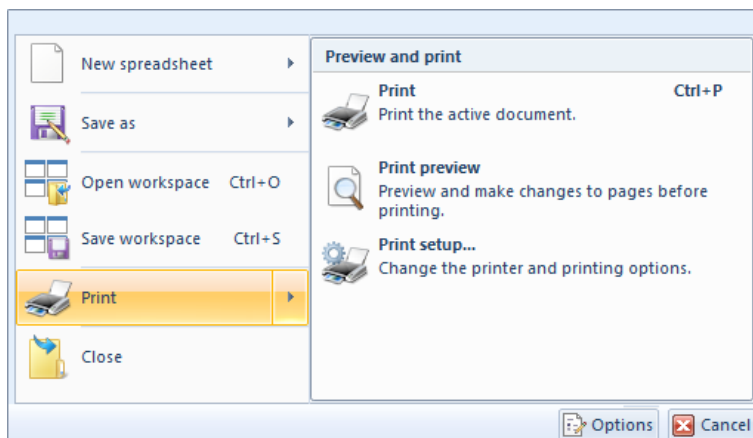 New spreadsheet
Save as
Open workspace Ctrl+O
Save workspace Ctrl+S
Print
Close
Preview and print
Print Ctrl+P
Print the active document.
Print preview
Preview and make changes to pages before
printing.
Print setup...
Change the printer and printing options.
Options
Cancel